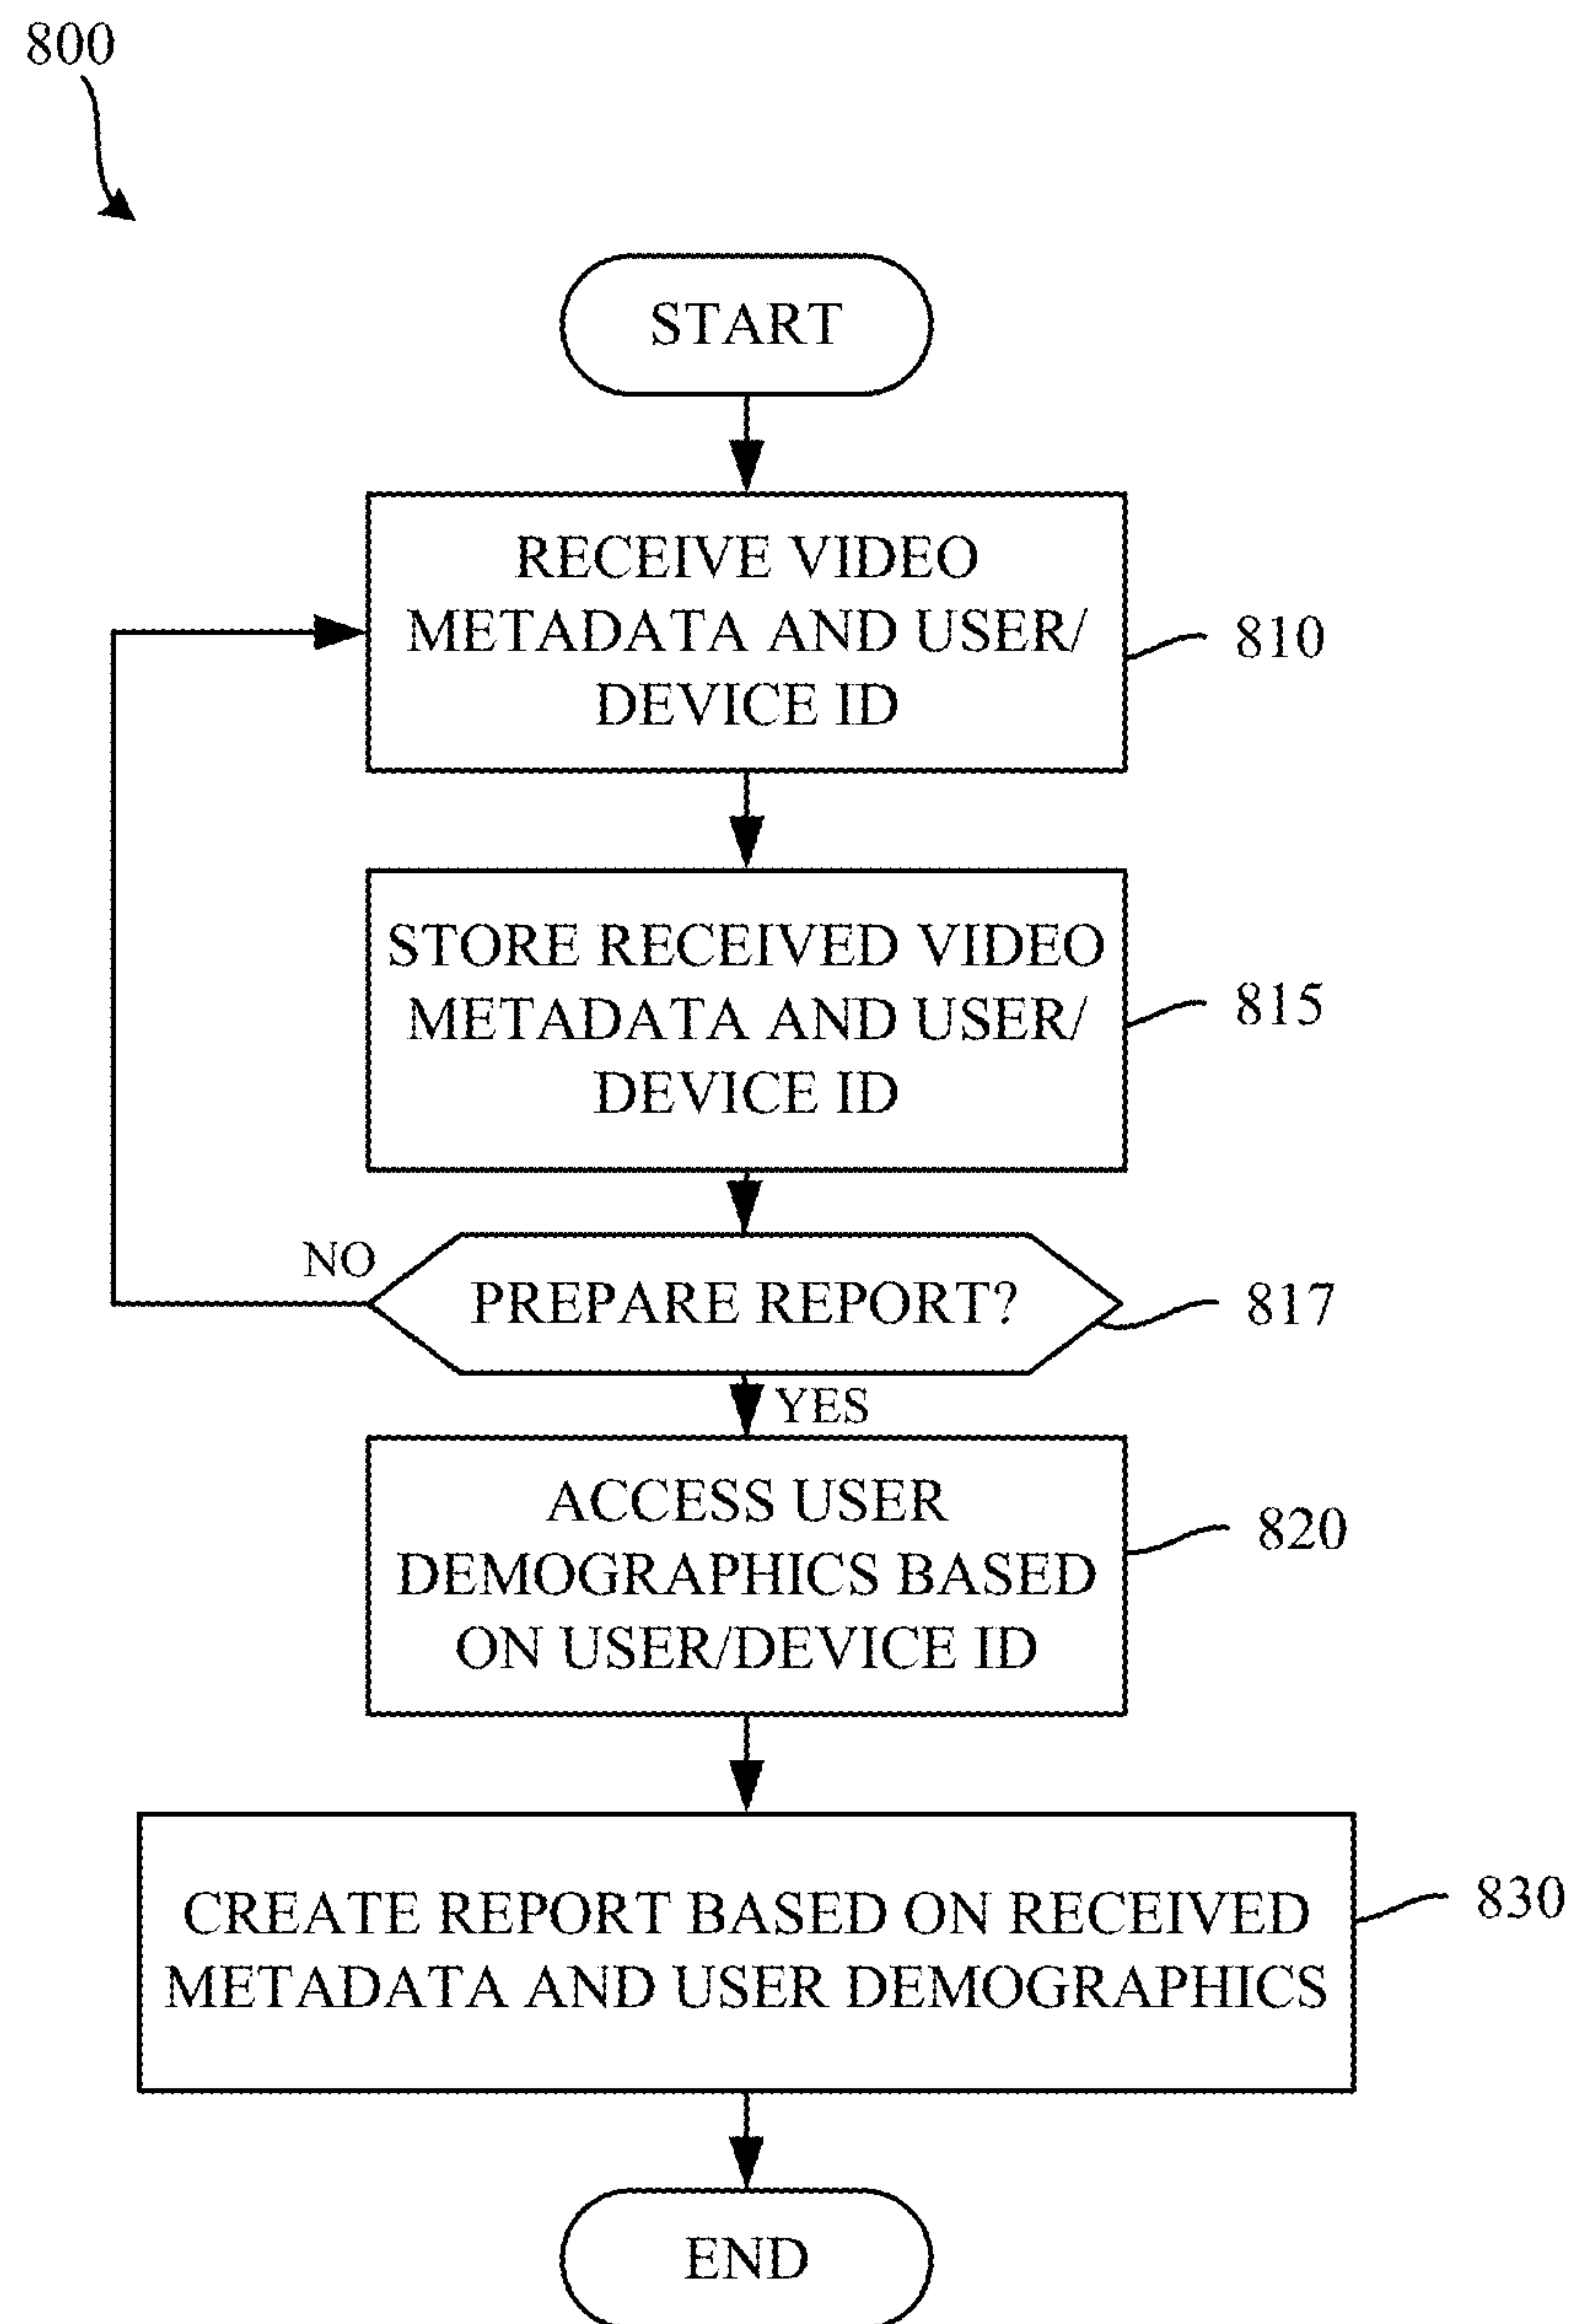 800
START
RECEIVE VIDEO
METADATA AND USER/
DEVICE ID
810
STORE RECEIVED VIDEO
METADATA AND USER/
DEVICE ID
815
NO
PREPARE REPORT?
817
YES
ACCESS USER
DEMOGRAPHICS BASED
ON USER/DEVICE ID
820
CREATE REPORT BASED ON RECEIVED
METADATA AND USER DEMOGRAPHICS
830
END